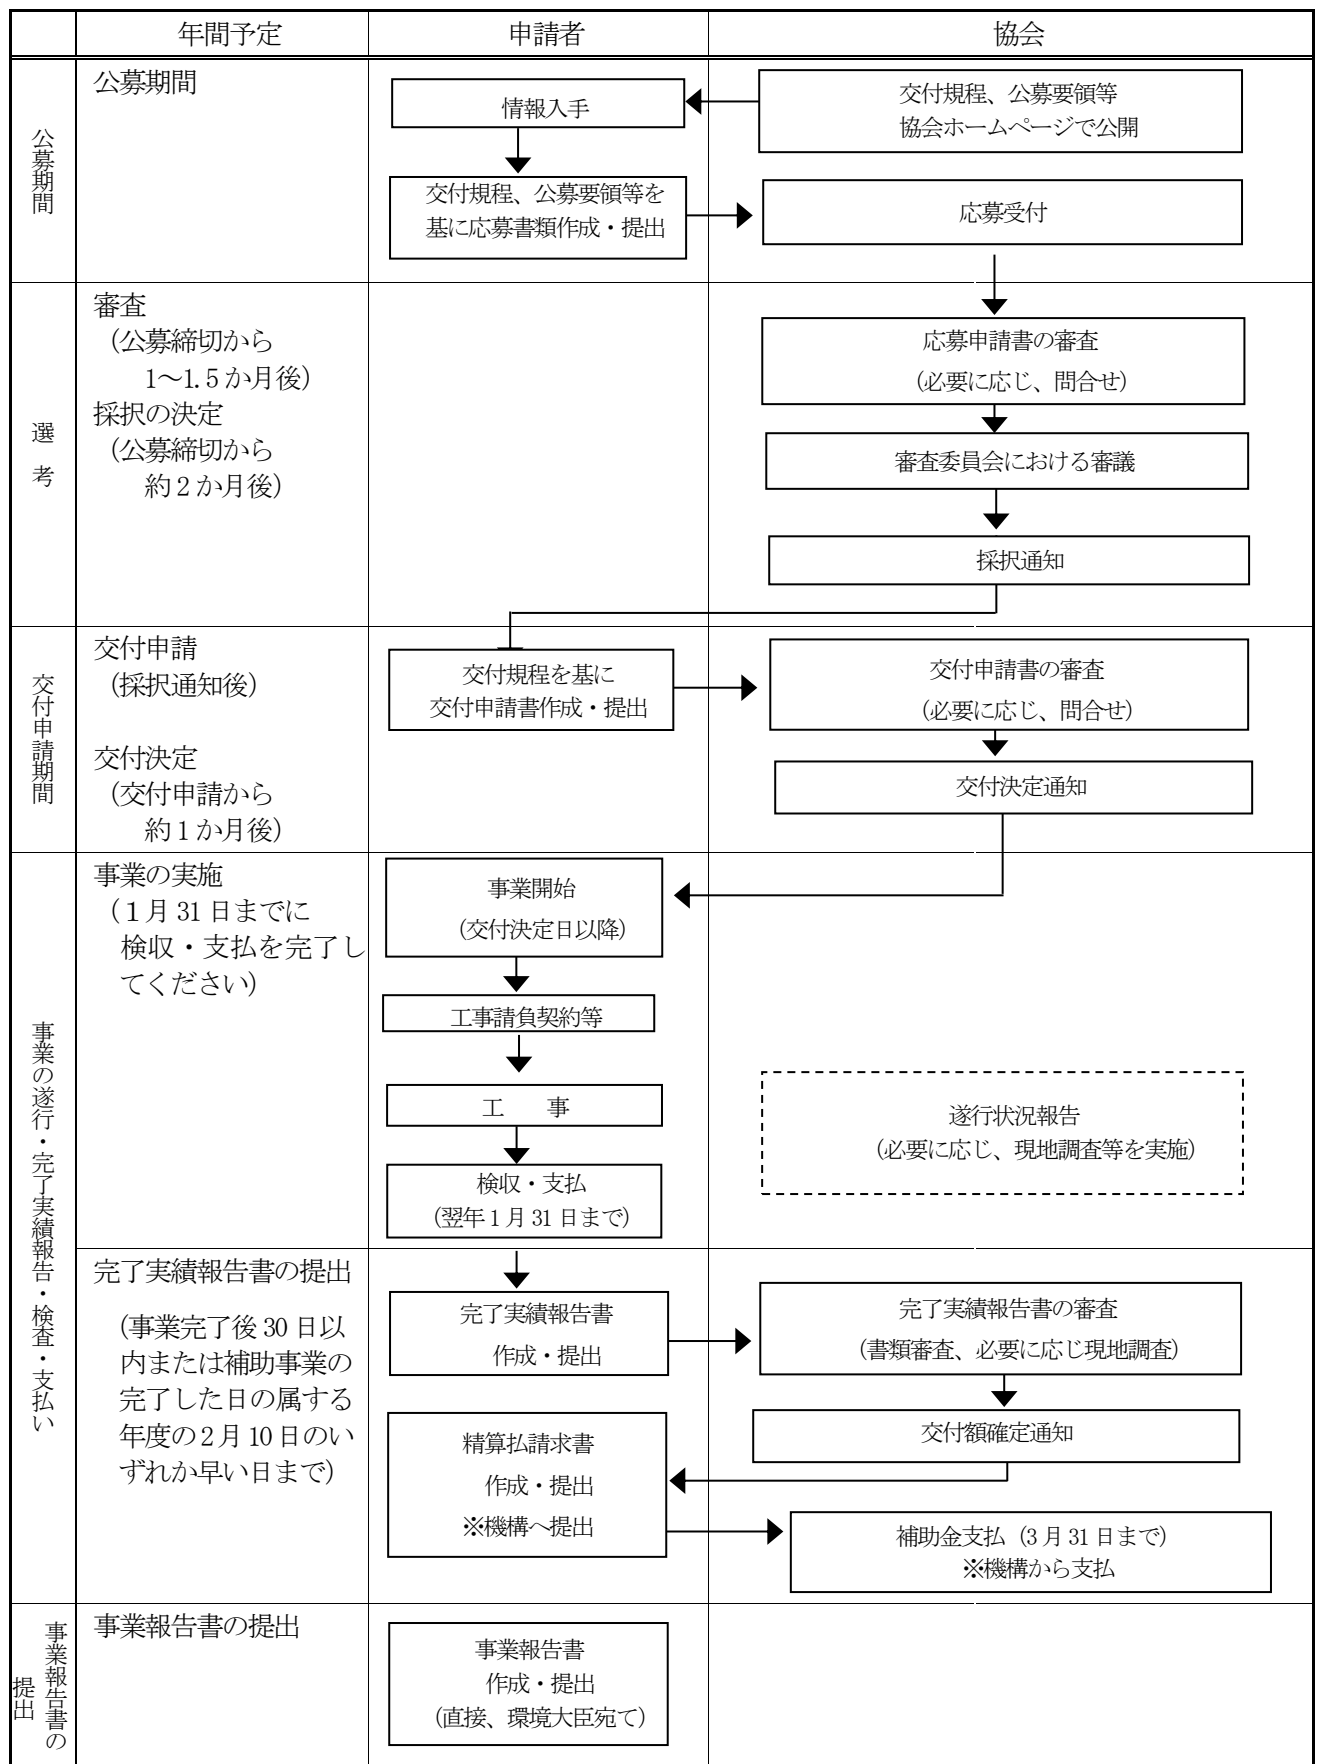 年間予定
申請者
協会
公募期間
公募期間
情報入手
交付規程、公募要領等
協会ホームページで公開
交付規程、公募要領等を
基に応募書類作成・提出
応募受付
選　考
審査
（公募締切から
1～1.5か月後）
採択の決定
（公募締切から
約２か月後）
応募申請書の審査
（必要に応じ、問合せ）
審査委員会における審議
採択通知
交付申請期間
交付申請
（採択通知後）
交付決定
（交付申請から
約１か月後）
交付規程を基に
交付申請書作成・提出
交付申請書の審査
（必要に応じ、問合せ）
交付決定通知
事業の遂行・完了実績報告・検査・支払い
事業の実施
（１月31日までに
検収・支払を完了し
てください）
事業開始
（交付決定日以降）
工事請負契約等
工　事
検収・支払
（翌年１月31日まで）
遂行状況報告
（必要に応じ、現地調査等を実施）
完了実績報告書の提出
（事業完了後30日以
内または補助事業の
完了した日の属する
年度の2月10日のい
ずれか早い日まで）
完了実績報告書
作成・提出
完了実績報告書の審査
（書類審査、必要に応じ現地調査）
交付額確定通知
精算払請求書
作成・提出
※機構へ提出
補助金支払（3月31日まで）
※機構から支払
事業報告書の
提出
事業報告書の提出
事業報告書
作成・提出
（直接、環境大臣宛て）